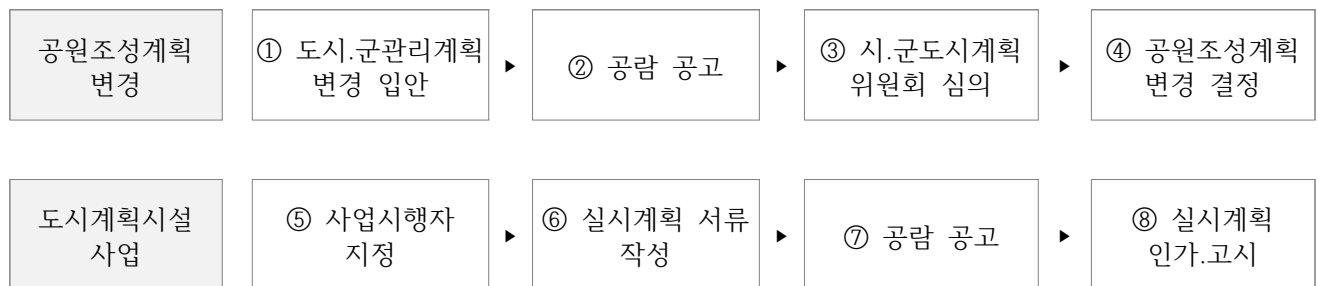 공원조성계획
변경
① 도시.군관리계획
변경 입안
▶
② 공람 공고
▶
③ 시.군도시계획
위원회 심의
▶
④ 공원조성계획
변경 결정
도시계획시설
사업
⑤ 사업시행자
지정
▶
⑥ 실시계획 서류
작성
▶
⑦ 공람 공고
▶
⑧ 실시계획
인가.고시